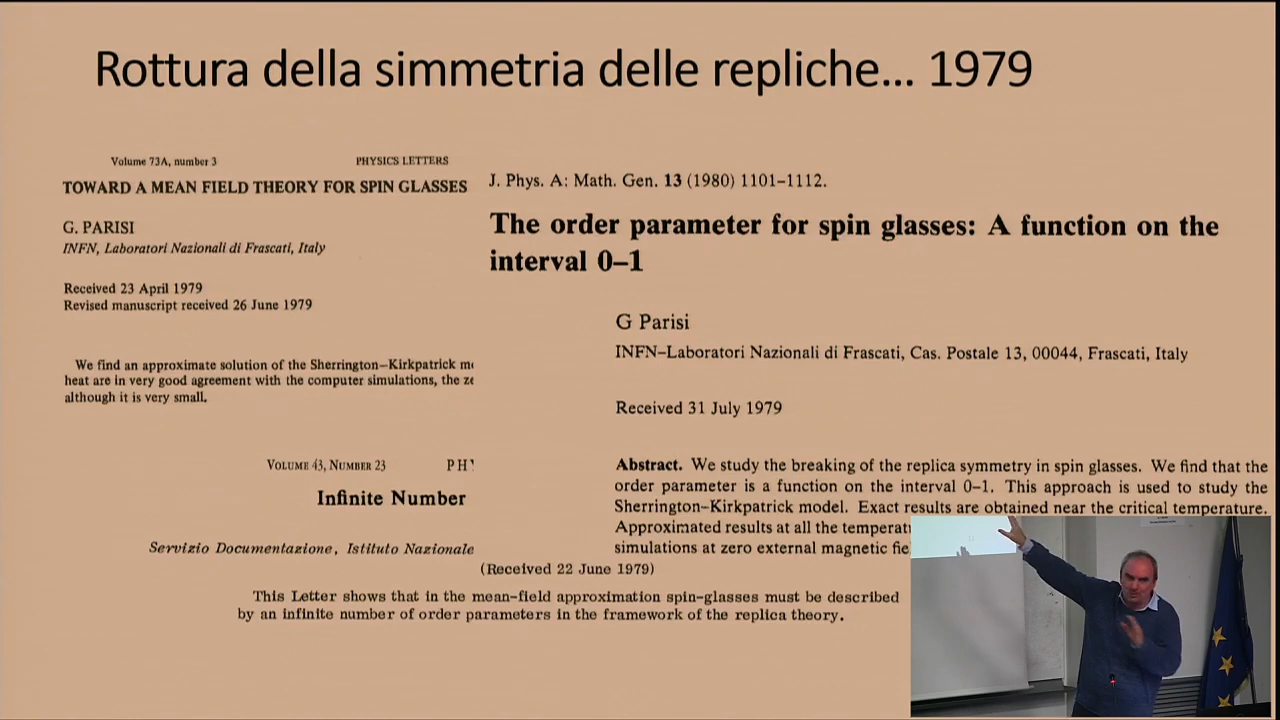 Rottura della simmetria delle repliche... 1979
Volume 73A, number 3 PHYSICS LETTERS
TOWARD A MEAN FIELD THEORY FOR SPIN GLASSES
G. PARISI
INFN, Laboratori Nazionali di Frascati, Italy
Received 23 April 1979
Revised manuscript received 26 June 1979
We find an approximate solution of the Sherrington–Kirkpatrick
heat are in very good agreement with the computer simulations, the
although it is very small.
J. Phys. A: Math. Gen. 13 (1980) 1101–1112.
The order parameter for spin glasses: A function on the
interval 0–1
G Parisi
INFN–Laboratori Nazionali di Frascati, Cas. Postale 13, 00044, Frascati, Italy
Received 31 July 1979
Abstract. We study the breaking of the replica symmetry in spin glasses. We find that the
order parameter is a function on the interval 0–1. This approach is used to study the
Sherrington–Kirkpatrick model. Exact results are obtained near the critical temperature.
Approximated results at all the
simulations at zero external magnetic
VOLUME 43, NUMBER 23
Infinite Number
Servizio Documentazione, Istituto Nazionale
(Received 22 June 1979)
This Letter shows that in the mean-field approximation spin-glasses must be described
by an infinite number of order parameters in the framework of the replica theory.